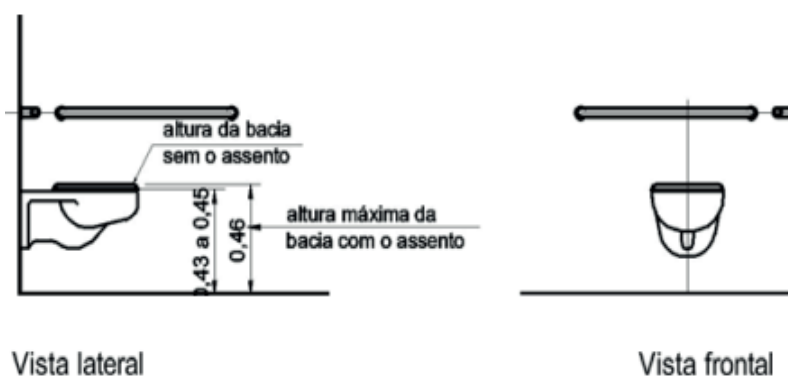 altura da bacia
sem o assento
0,43 a 0,45
0,46
altura máxima da
bacia com o assento
Vista lateral
Vista frontal